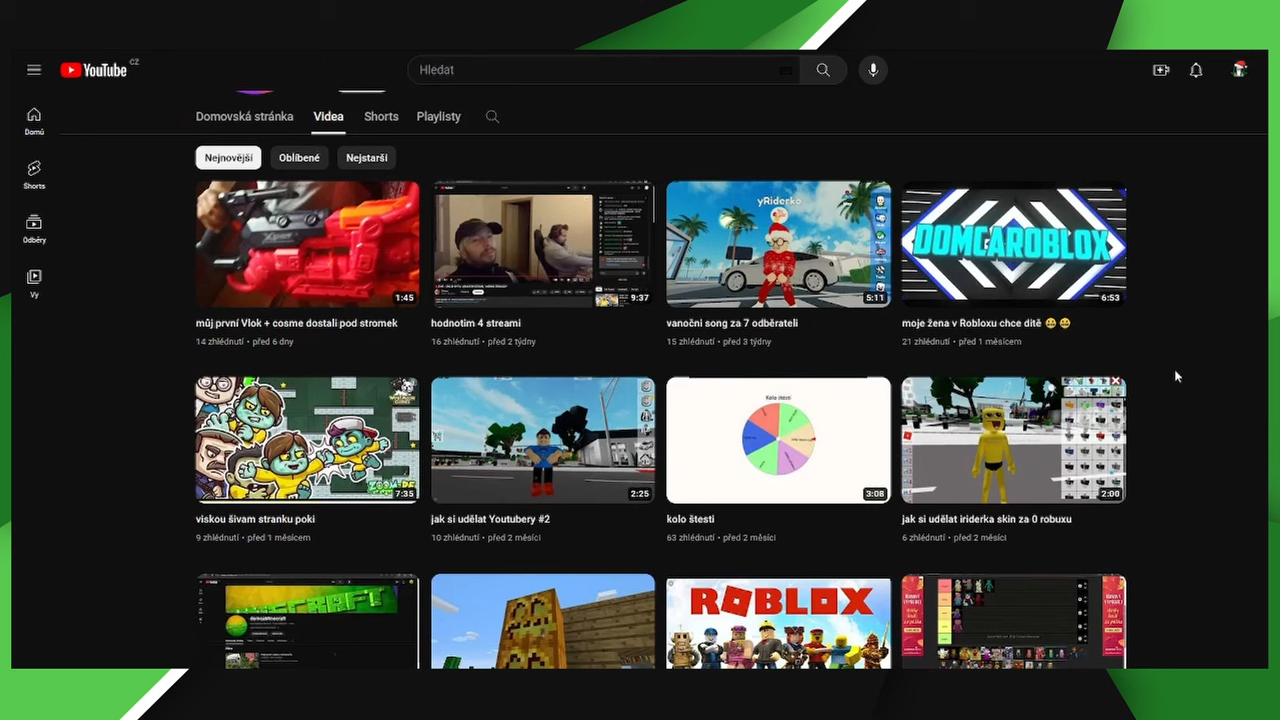 YouTube CZ
Hledat
Domů
Shorts
Odběry
Vy
Domovská stránka Videa Shorts Playlisty
Nejnovější Oblíbené Nejstarší
1:45
9:37
yRiderko
5:11
DOMCAROBLOX
6:53
můj první Vlok + cosme dostali pod stromek
14 zhlédnutí • před 6 dny
hodnotim 4 streami
16 zhlédnutí • před 2 týdny
vanočni song za 7 odběrateli
15 zhlédnutí • před 3 týdny
moje žena v Robloxu chce ditě 😀 😀
21 zhlédnutí • před 1 měsícem
7:35
2:25
Kolo štesti
3:08
2:00
viskou šivam stranku poki
9 zhlédnutí • před 1 měsícem
jak si udělat Youtubery #2
10 zhlédnutí • před 2 měsíci
kolo štesti
63 zhlédnutí • před 2 měsíci
jak si udělat iriderka skin za 0 robuxu
6 zhlédnutí • před 2 měsíci
MINECRAFT
ROBLOX